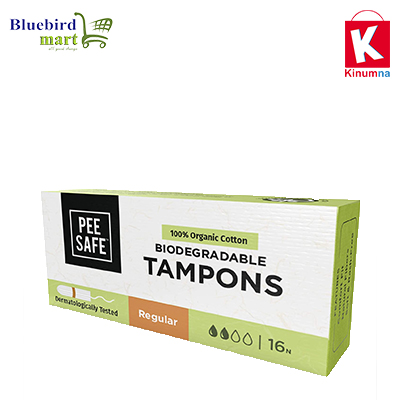 Bluebird
mart
K
Kinumna
PEE
SAFE
100% Organic Cotton
BIODEGRADABLE
TAMPONS
Dermatologically Tested
Regular
16N